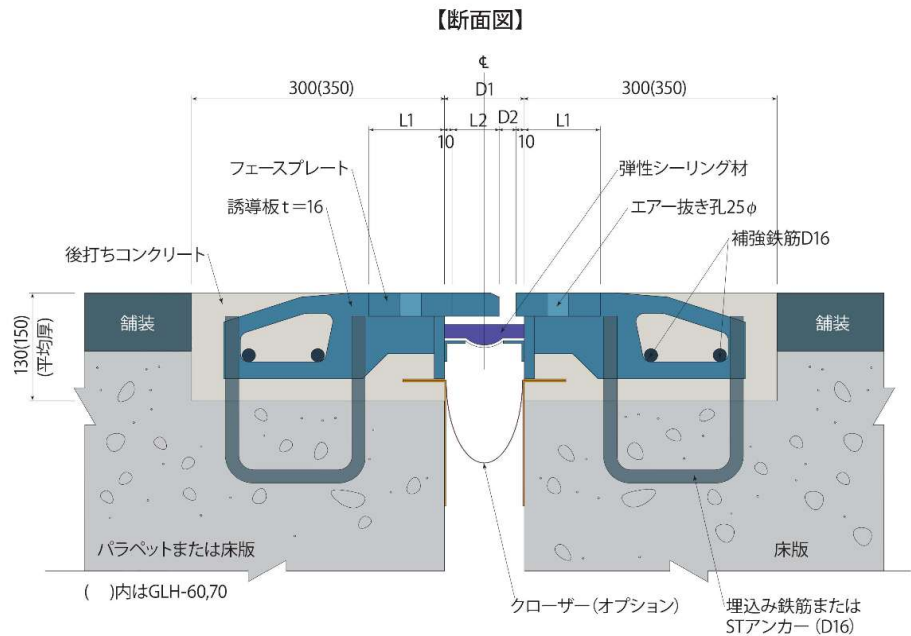 【断面図】
℄
300(350)
D1
300(350)
L1
L2
D2
L1
10
10
フェースプレート
弾性シーリング材
誘導板t＝16
エアー抜き孔25φ
後打ちコンクリート
補強鉄筋D16
舗装
舗装
130(150)
(平均厚)
パラペットまたは床版
床版
(　)内はGLH-60,70
クローザー（オプション）
埋込み鉄筋または
STアンカー（D16）